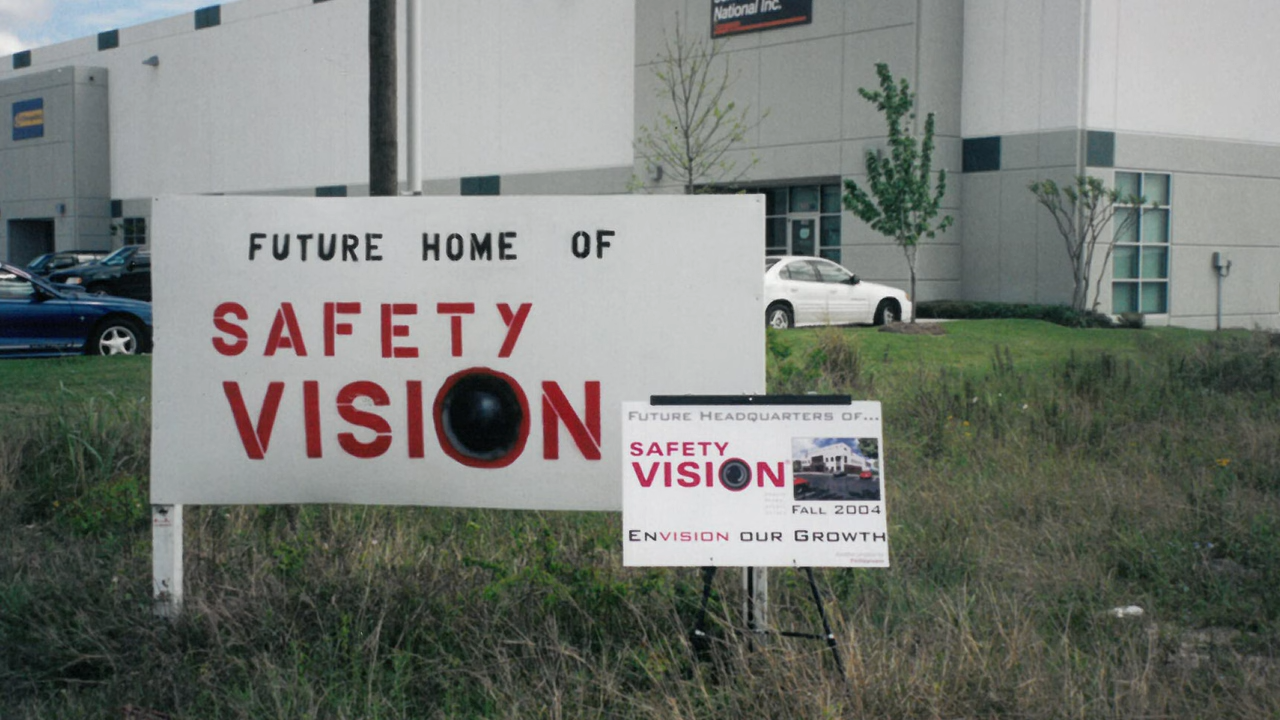 National Inc.
FUTURE HOME OF
SAFETY
VISION
FUTURE HEADQUARTERS OF...
SAFETY
VISION
FALL 2004
ENVISION OUR GROWTH